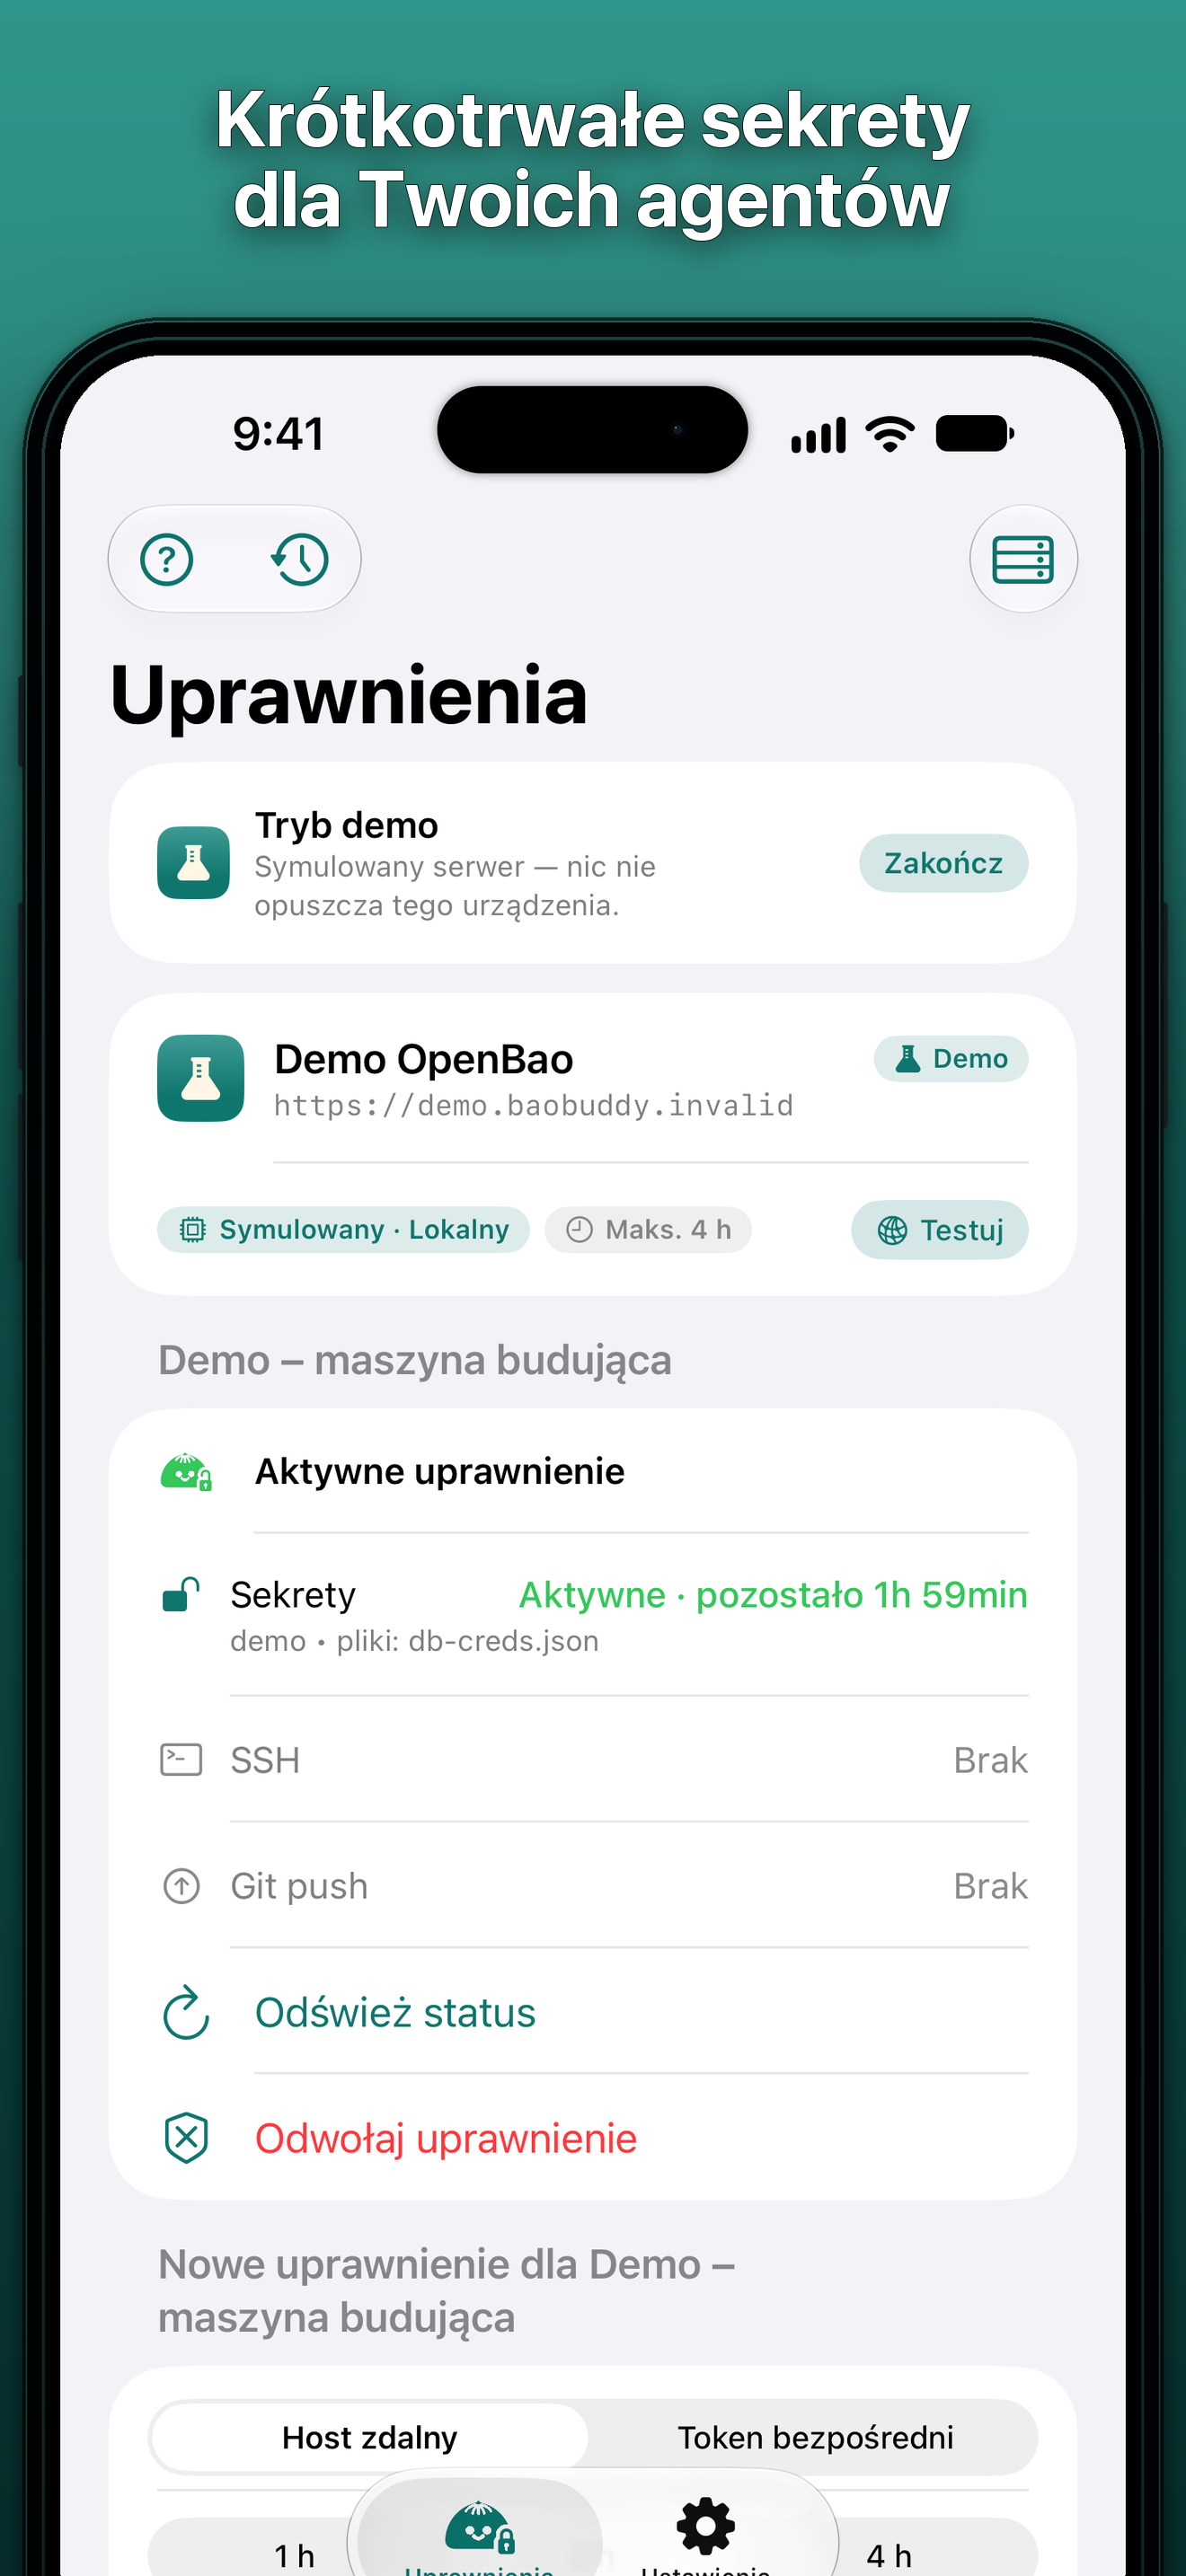 Krótkotrwałe sekrety
dla Twoich agentów
9:41
Uprawnienia
Tryb demo
Symulowany serwer — nic nie
opuszcza tego urządzenia.
Zakończ
Demo OpenBao
Demo
https://demo.baobuddy.invalid
Symulowany · Lokalny
Maks. 4 h
Testuj
Demo – maszyna budująca
Aktywne uprawnienie
Sekrety
Aktywne · pozostało 1h 59min
demo • pliki: db-creds.json
SSH
Brak
Git push
Brak
Odśwież status
Odwołaj uprawnienie
Nowe uprawnienie dla Demo –
maszyna budująca
Host zdalny
Token bezpośredni
1 h
4 h